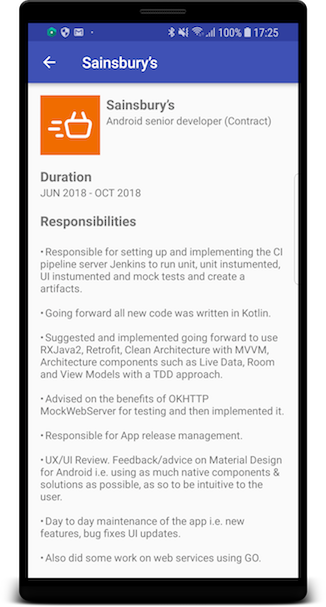 100% 17:25
Sainsbury's
Sainsbury's
Android senior developer (Contract)
Duration
JUN 2018 - OCT 2018
Responsibilities
• Responsible for setting up and implementing the CI
pipeline server Jenkins to run unit, unit instumented,
UI instumented and mock tests and create a
artifacts.
• Going forward all new code was written in Kotlin.
• Suggested and implemented going forward to use
RXJava2, Retrofit, Clean Architecture with MVVM,
Architecture components such as Live Data, Room
and View Models with a TDD approach.
• Advised on the benefits of OKHTTP
MockWebServer for testing and then implemented it.
• Responsible for App release management.
• UX/UI Review. Feedback/advice on Material Design
for Android i.e. using as much native components &
solutions as possible, as so to be intuitive to the
user.
• Day to day maintenance of the app i.e. new
features, bug fixes UI updates.
• Also did some work on web services using GO.